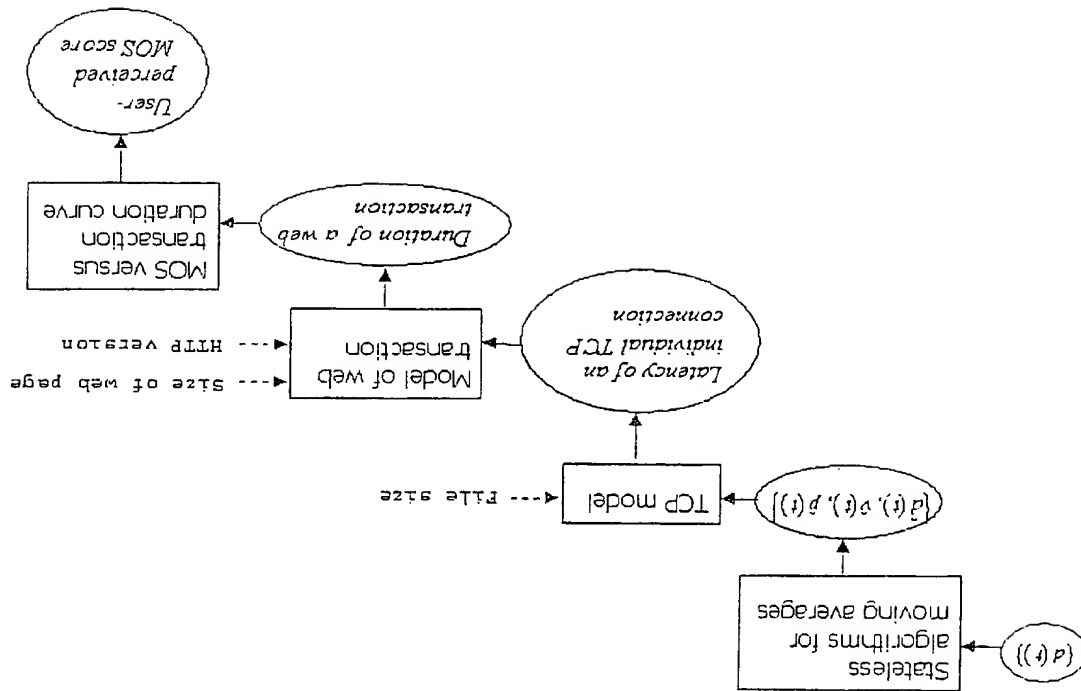 {d(t)}
Stateless
algorithms for
moving averages
{d̂(t), v̂(t), p̂(t)}
TCP model
File size
Latency of an
individual TCP
connection
Model of web
transaction
Size of web page
HTTP version
Duration of a web
transaction
MOS versus
transaction
duration curve
User-
perceived
MOS score